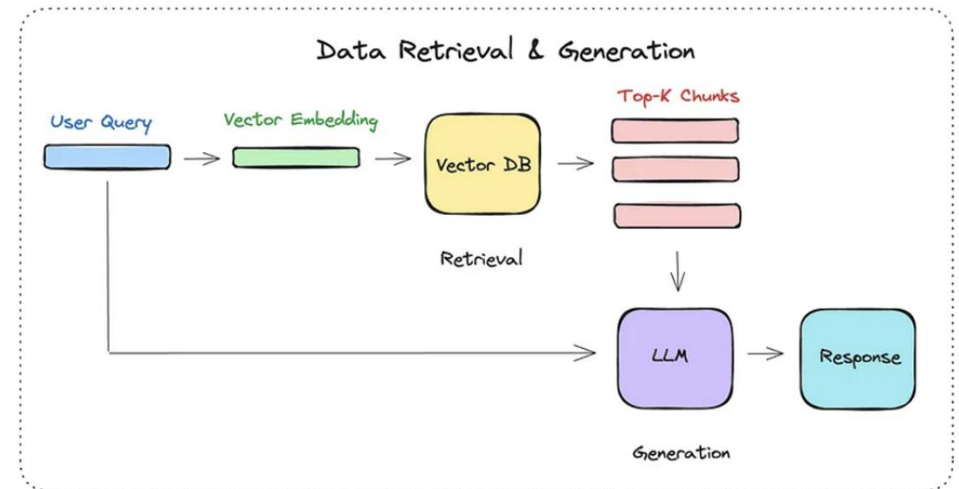 Data Retrieval & Generation
User Query
Vector Embedding
Vector DB
Top-K Chunks
Retrieval
LLM
Response
Generation